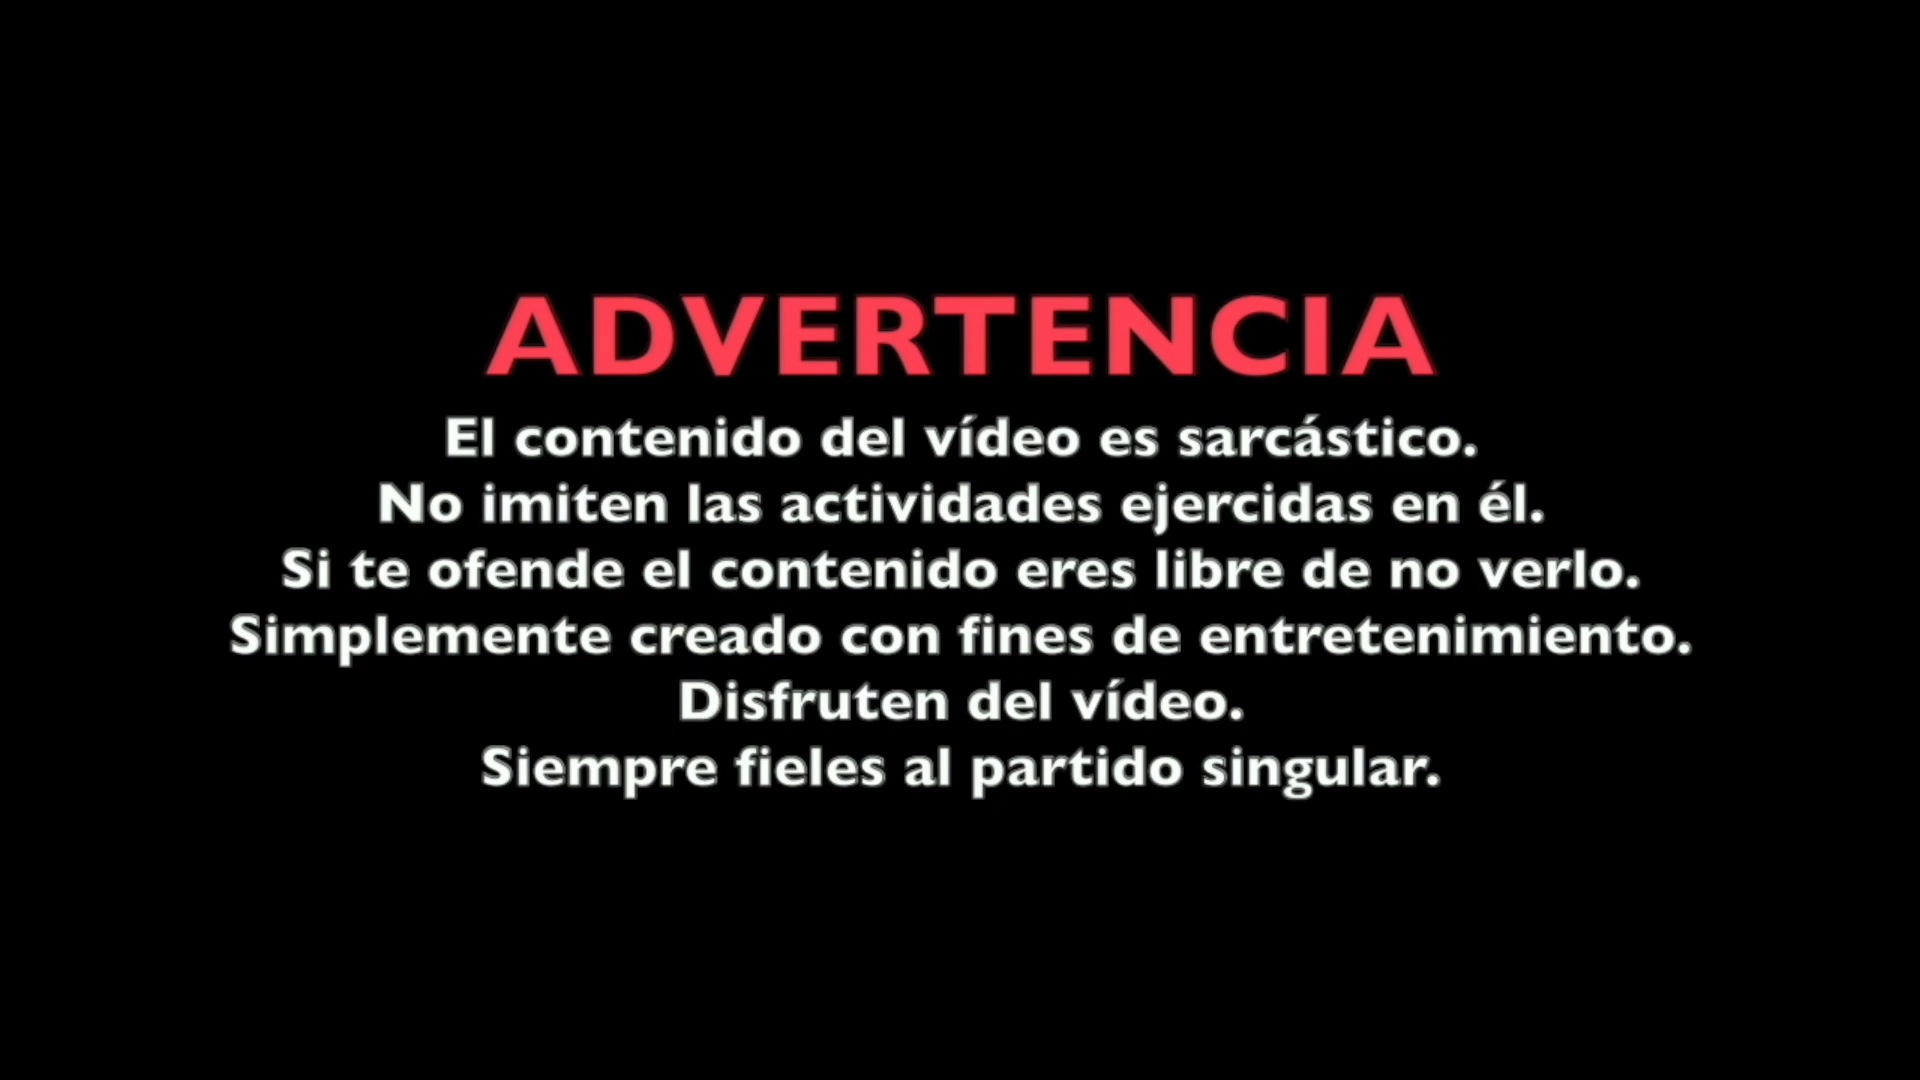 ADVERTENCIA
El contenido del vídeo es sarcástico.
No imiten las actividades ejercidas en él.
Si te ofende el contenido eres libre de no verlo.
Simplemente creado con fines de entretenimiento.
Disfruten del vídeo.
Siempre fieles al partido singular.